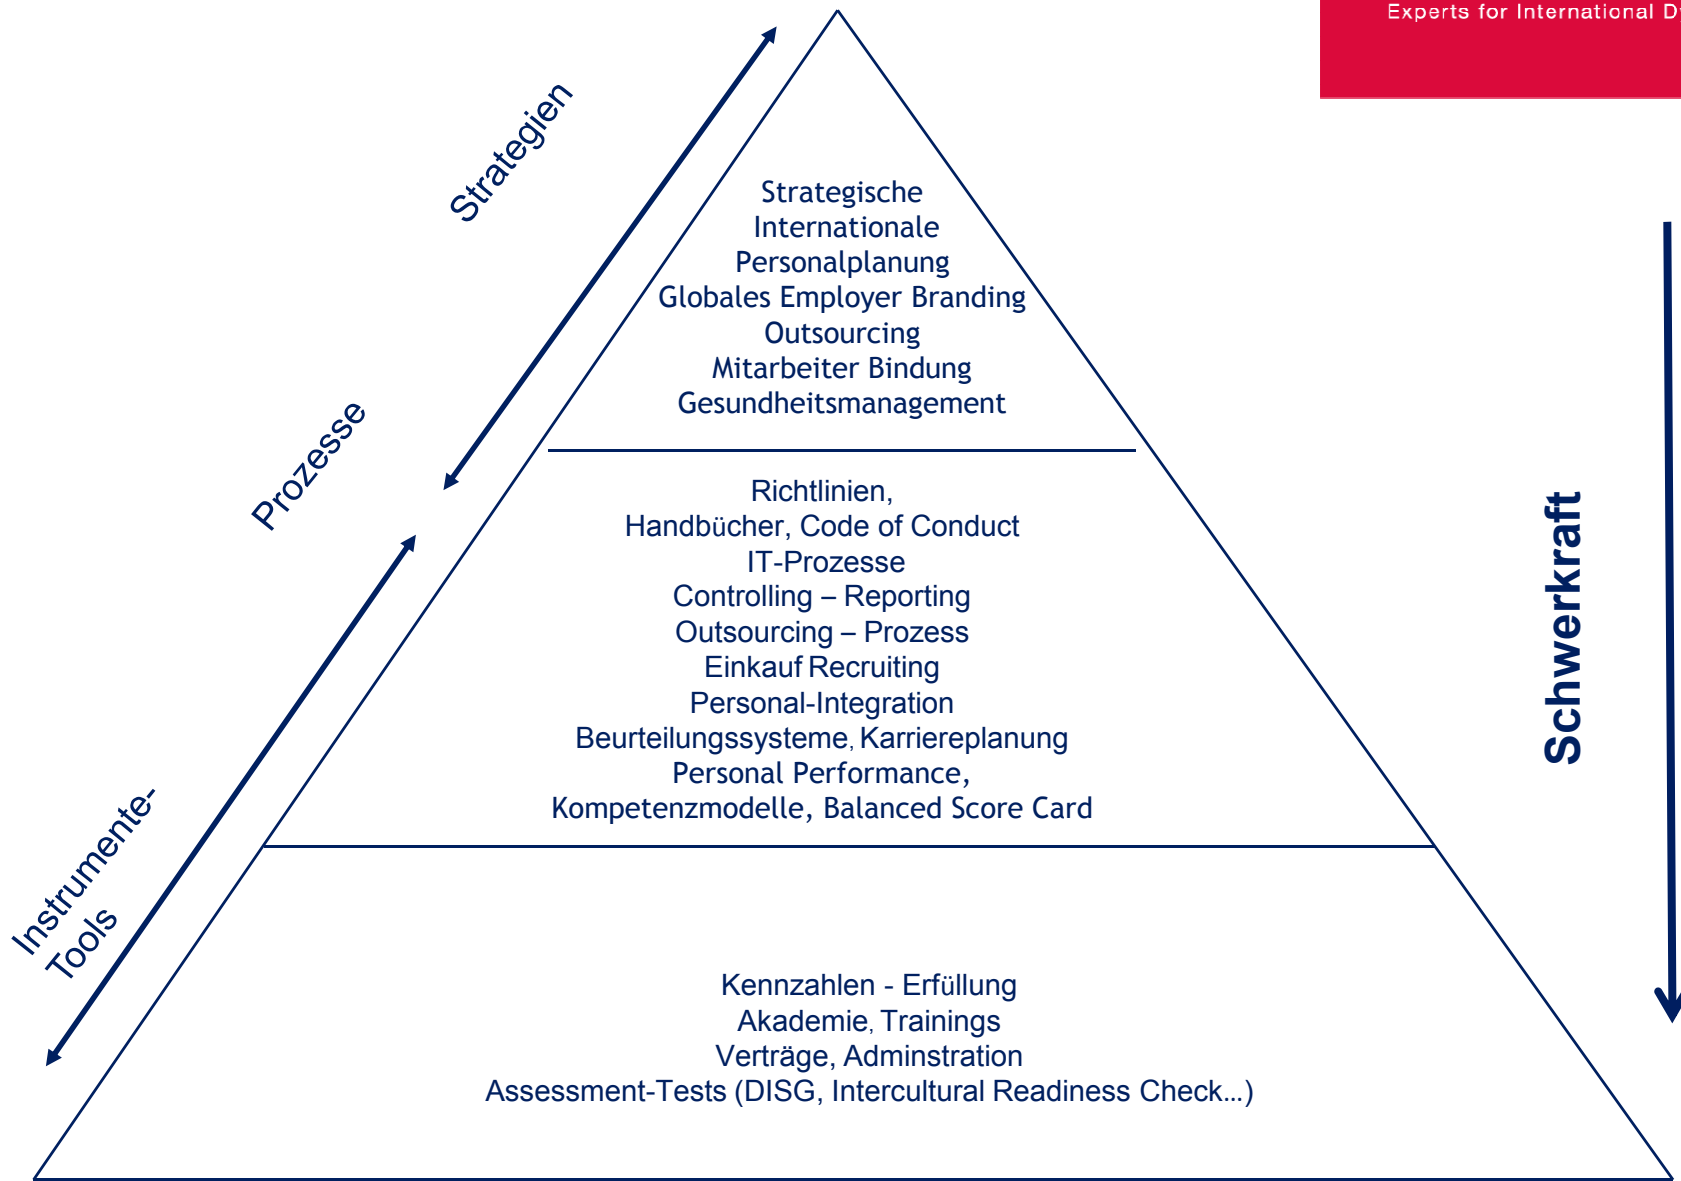 Experts for International
Strategien
Strategische
Internationale
Personalplanung
Globales Employer Branding
Outsourcing
Mitarbeiter Bindung
Gesundheitsmanagement
Prozesse
Richtlinien,
Handbücher, Code of Conduct
IT-Prozesse
Controlling – Reporting
Outsourcing – Prozess
Einkauf Recruiting
Personal-Integration
Beurteilungssysteme, Karriereplanung
Personal Performance,
Kompetenzmodelle, Balanced Score Card
Schwerkraft
Instrumente-
Tools
Kennzahlen - Erfüllung
Akademie, Trainings
Verträge, Adminstration
Assessment-Tests (DISG, Intercultural Readiness Check...)